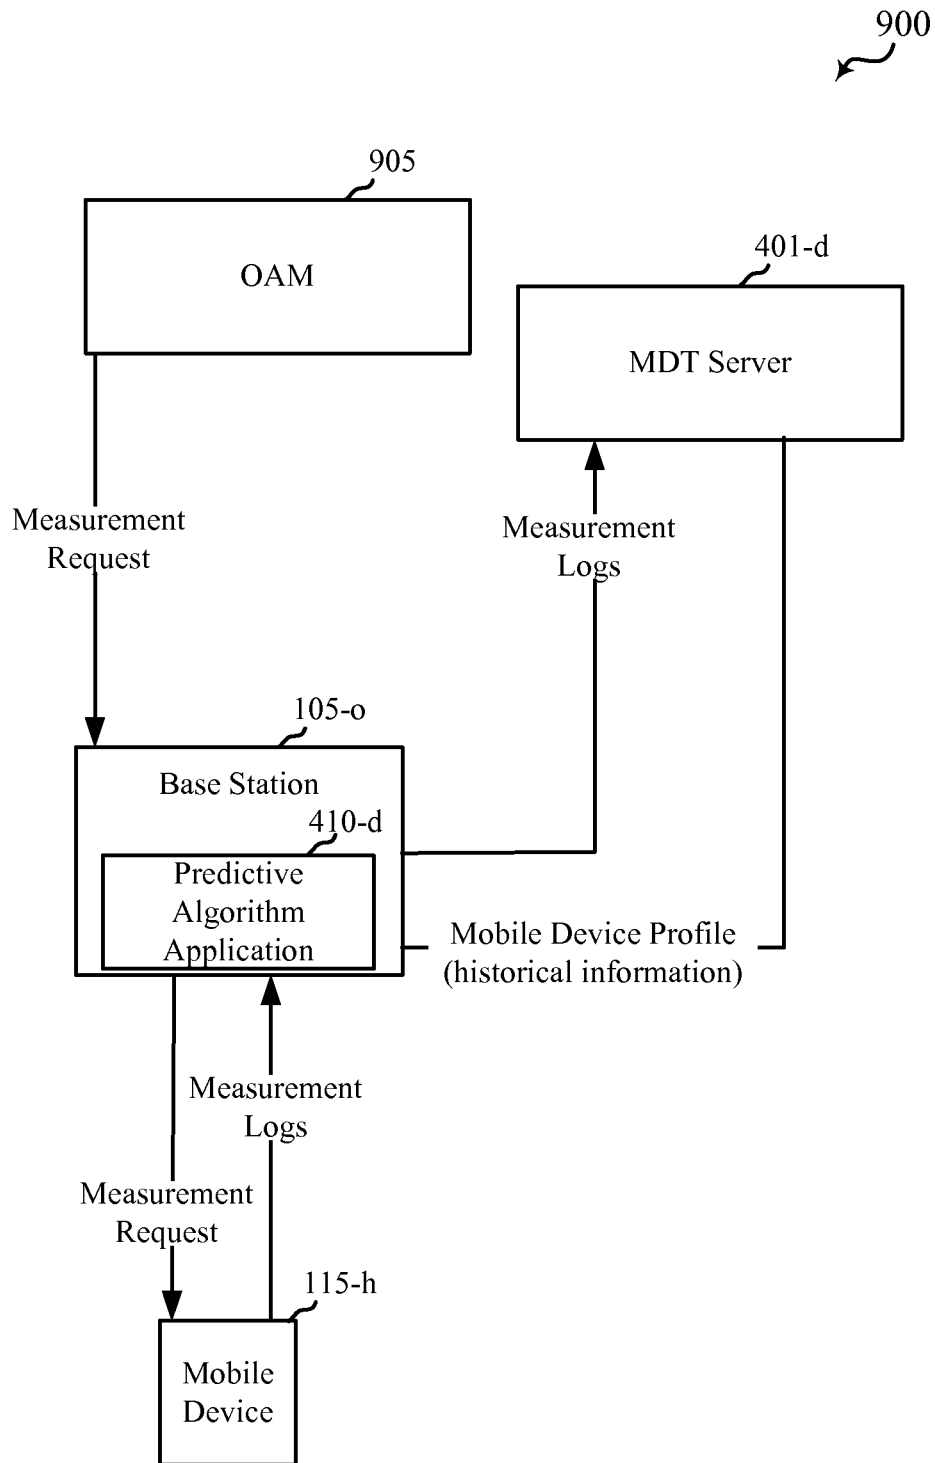 900
905
OAM
401-d
MDT Server
Measurement
Request
Measurement
Logs
105-o
Base Station
410-d
Predictive
Algorithm
Application
Mobile Device Profile
(historical information)
Measurement
Logs
Measurement
Request
115-h
Mobile
Device